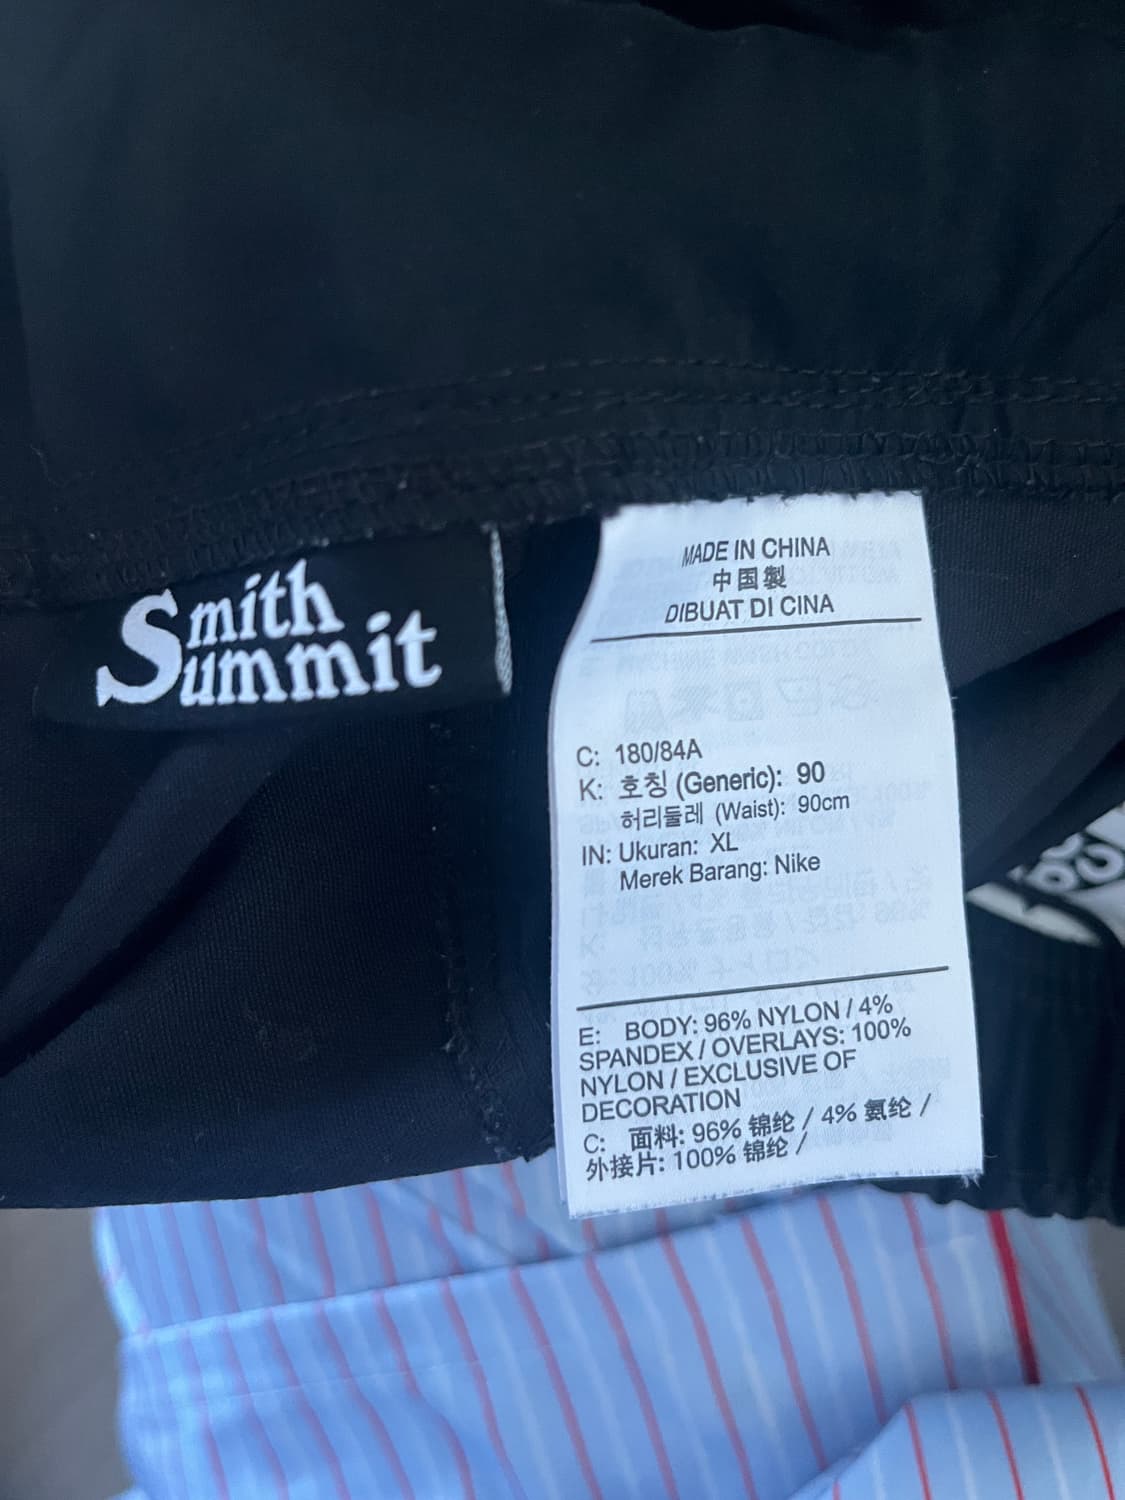 Smith
Summit
MADE IN CHINA
中国製
DIBUAT DI CINA
C: 180/84A
K: 호칭 (Generic): 90
허리둘레 (Waist): 90cm
IN: Ukuran: XL
Merek Barang: Nike
E: BODY: 96% NYLON / 4%
SPANDEX / OVERLAYS: 100%
NYLON / EXCLUSIVE OF
DECORATION
C: 面料: 96% 锦纶 / 4% 氨纶 /
外接片: 100% 锦纶 /